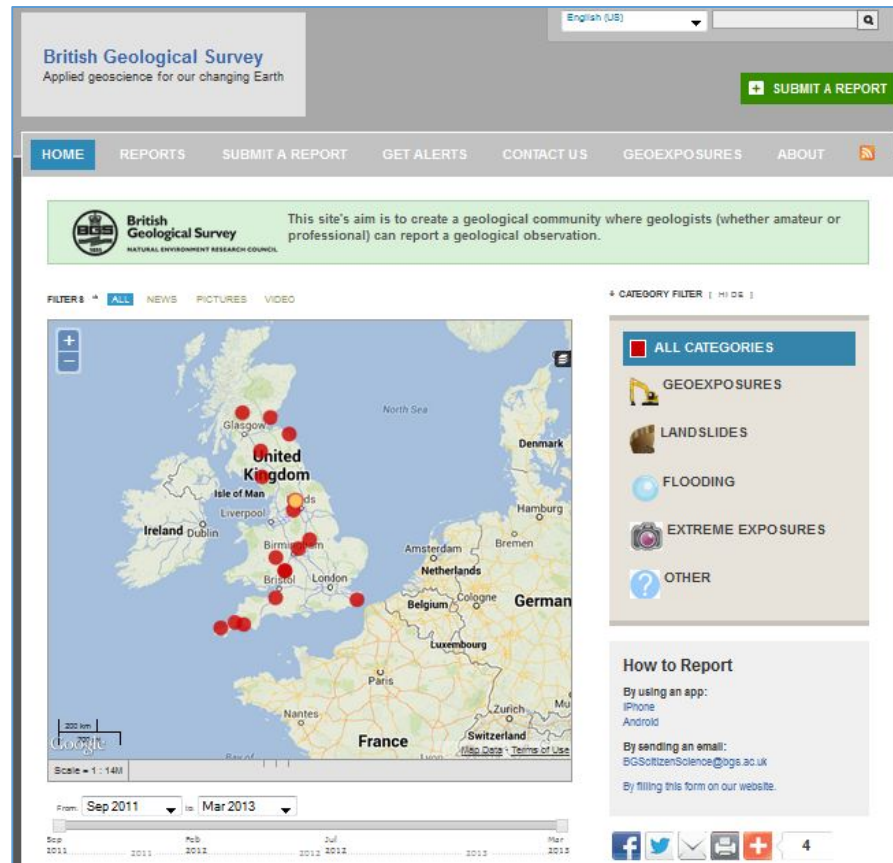 English (US)
British Geological Survey
Applied geoscience for our changing Earth
SUBMIT A REPORT
HOME REPORTS SUBMIT A REPORT GET ALERTS CONTACT US GEOEXPOSURES ABOUT
BGS
British
Geological Survey
NATURAL ENVIRONMENT RESEARCH COUNCIL
This site's aim is to create a geological community where geologists (whether amateur or
professional) can report a geological observation.
FILTERS ALL NEWS PICTURES VIDEO
CATEGORY FILTER [ HIDE ]
ALL CATEGORIES
GEOEXPOSURES
LANDSLIDES
FLOODING
EXTREME EXPOSURES
OTHER
North Sea
Glasgow
Denmark
United
Kingdom
Isle of Man
Liverpool
Hamburg
Ireland Dublin
Birmingham
Bremen
Amsterdam
Netherlands
Bristol London
Cologne
Belgium
German
Luxembourg
Paris
Nantes
Zurich
Mu
Switzerland
France
Lyon
200 km
Google
Map Data - Terms of Use
Scale = 1 : 14M
How to Report
By using an app:
iPhone
Android
By sending an email:
BGScitizenScience@bgs.ac.uk
By filling this form on our website.
From: Sep 2011 to: Mar 2013
Sep Feb Jul Mar
2011 2011 2012 2012 2012 2013 2013
4